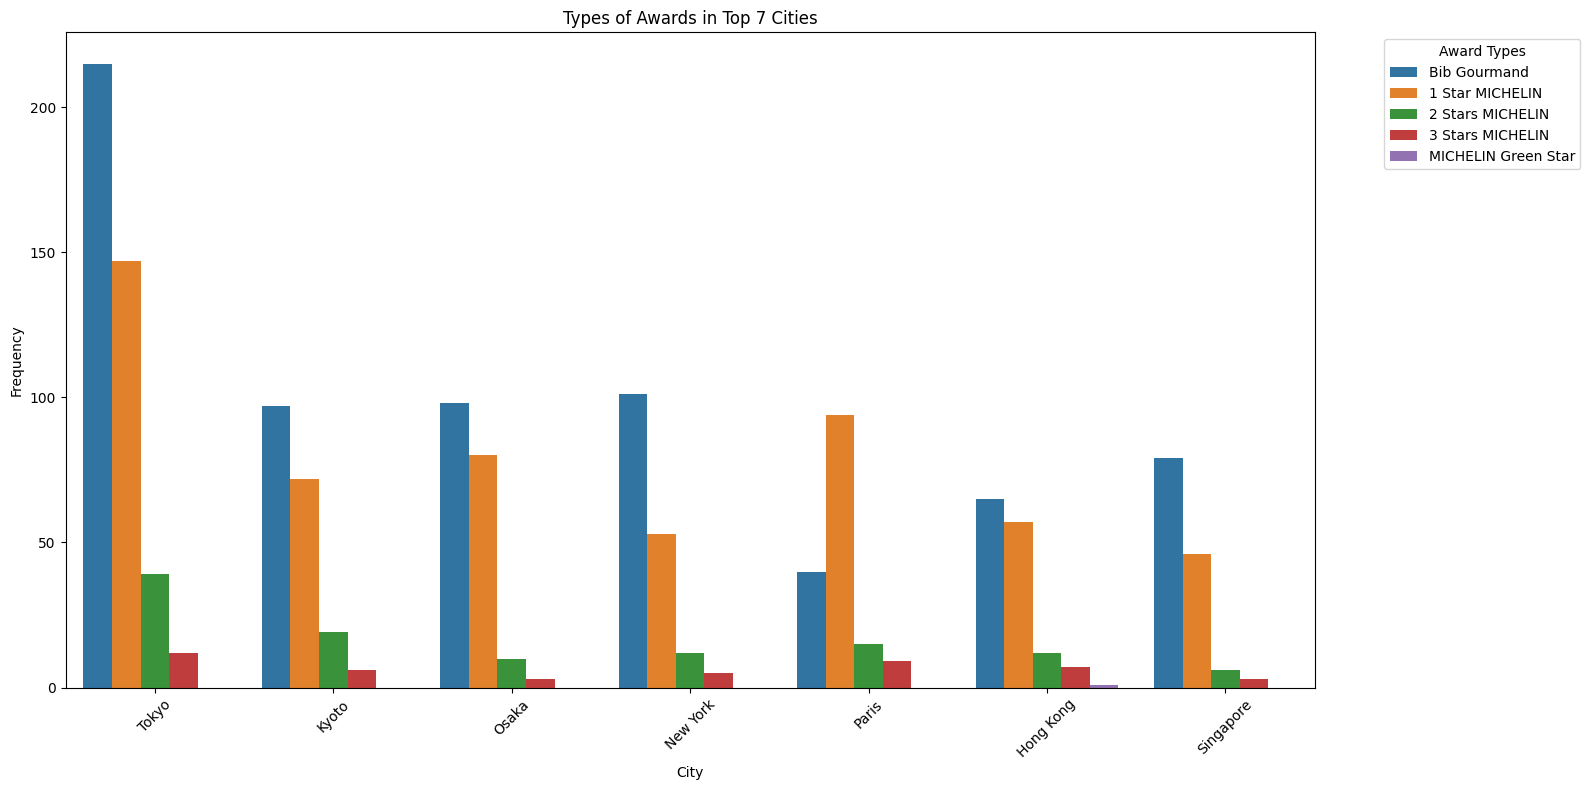 Types of Awards in Top 7 Cities
Award Types
Bib Gourmand
1 Star MICHELIN
2 Stars MICHELIN
3 Stars MICHELIN
MICHELIN Green Star
Frequency
200
150
100
50
0
Tokyo
Kyoto
Osaka
New York
Paris
Hong Kong
Singapore
City